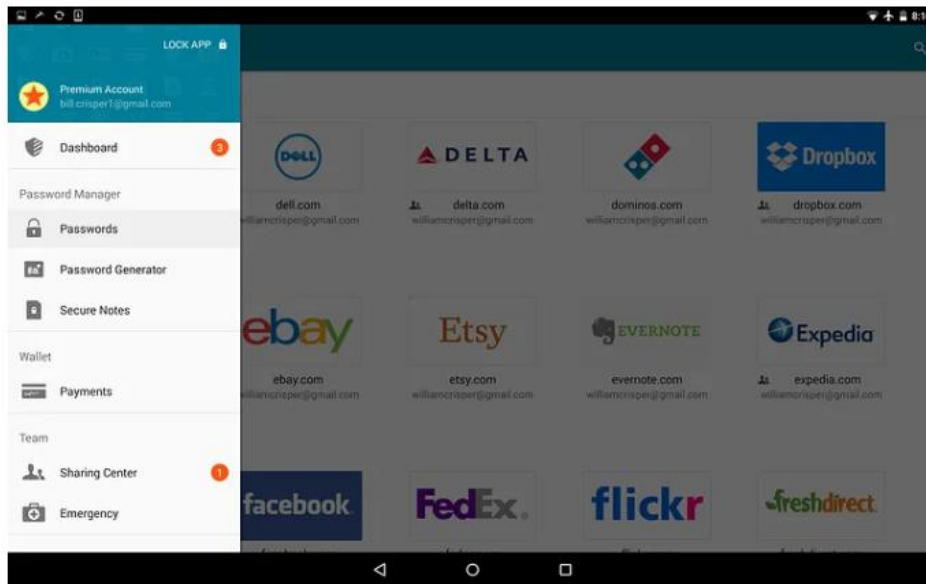 8:1
LOCK APP
Premium Account
bill.crisper1@gmail.com
Dashboard 3
Password Manager
Passwords
Password Generator
Secure Notes
Wallet
Payments
Team
Sharing Center 1
Emergency
DELL DELTA Dropbox
dell.com delta.com dominos.com dropbox.com
williamcrisper@gmail.com williamcrisper@gmail.com williamcrisper@gmail.com williamcrisper@gmail.com
ebay Etsy EVERNOTE Expedia
ebay.com etsy.com evernote.com expedia.com
williamcrisper@gmail.com williamcrisper@gmail.com williamcrisper@gmail.com williamcrisper@gmail.com
facebook FedEx flickr freshdirect